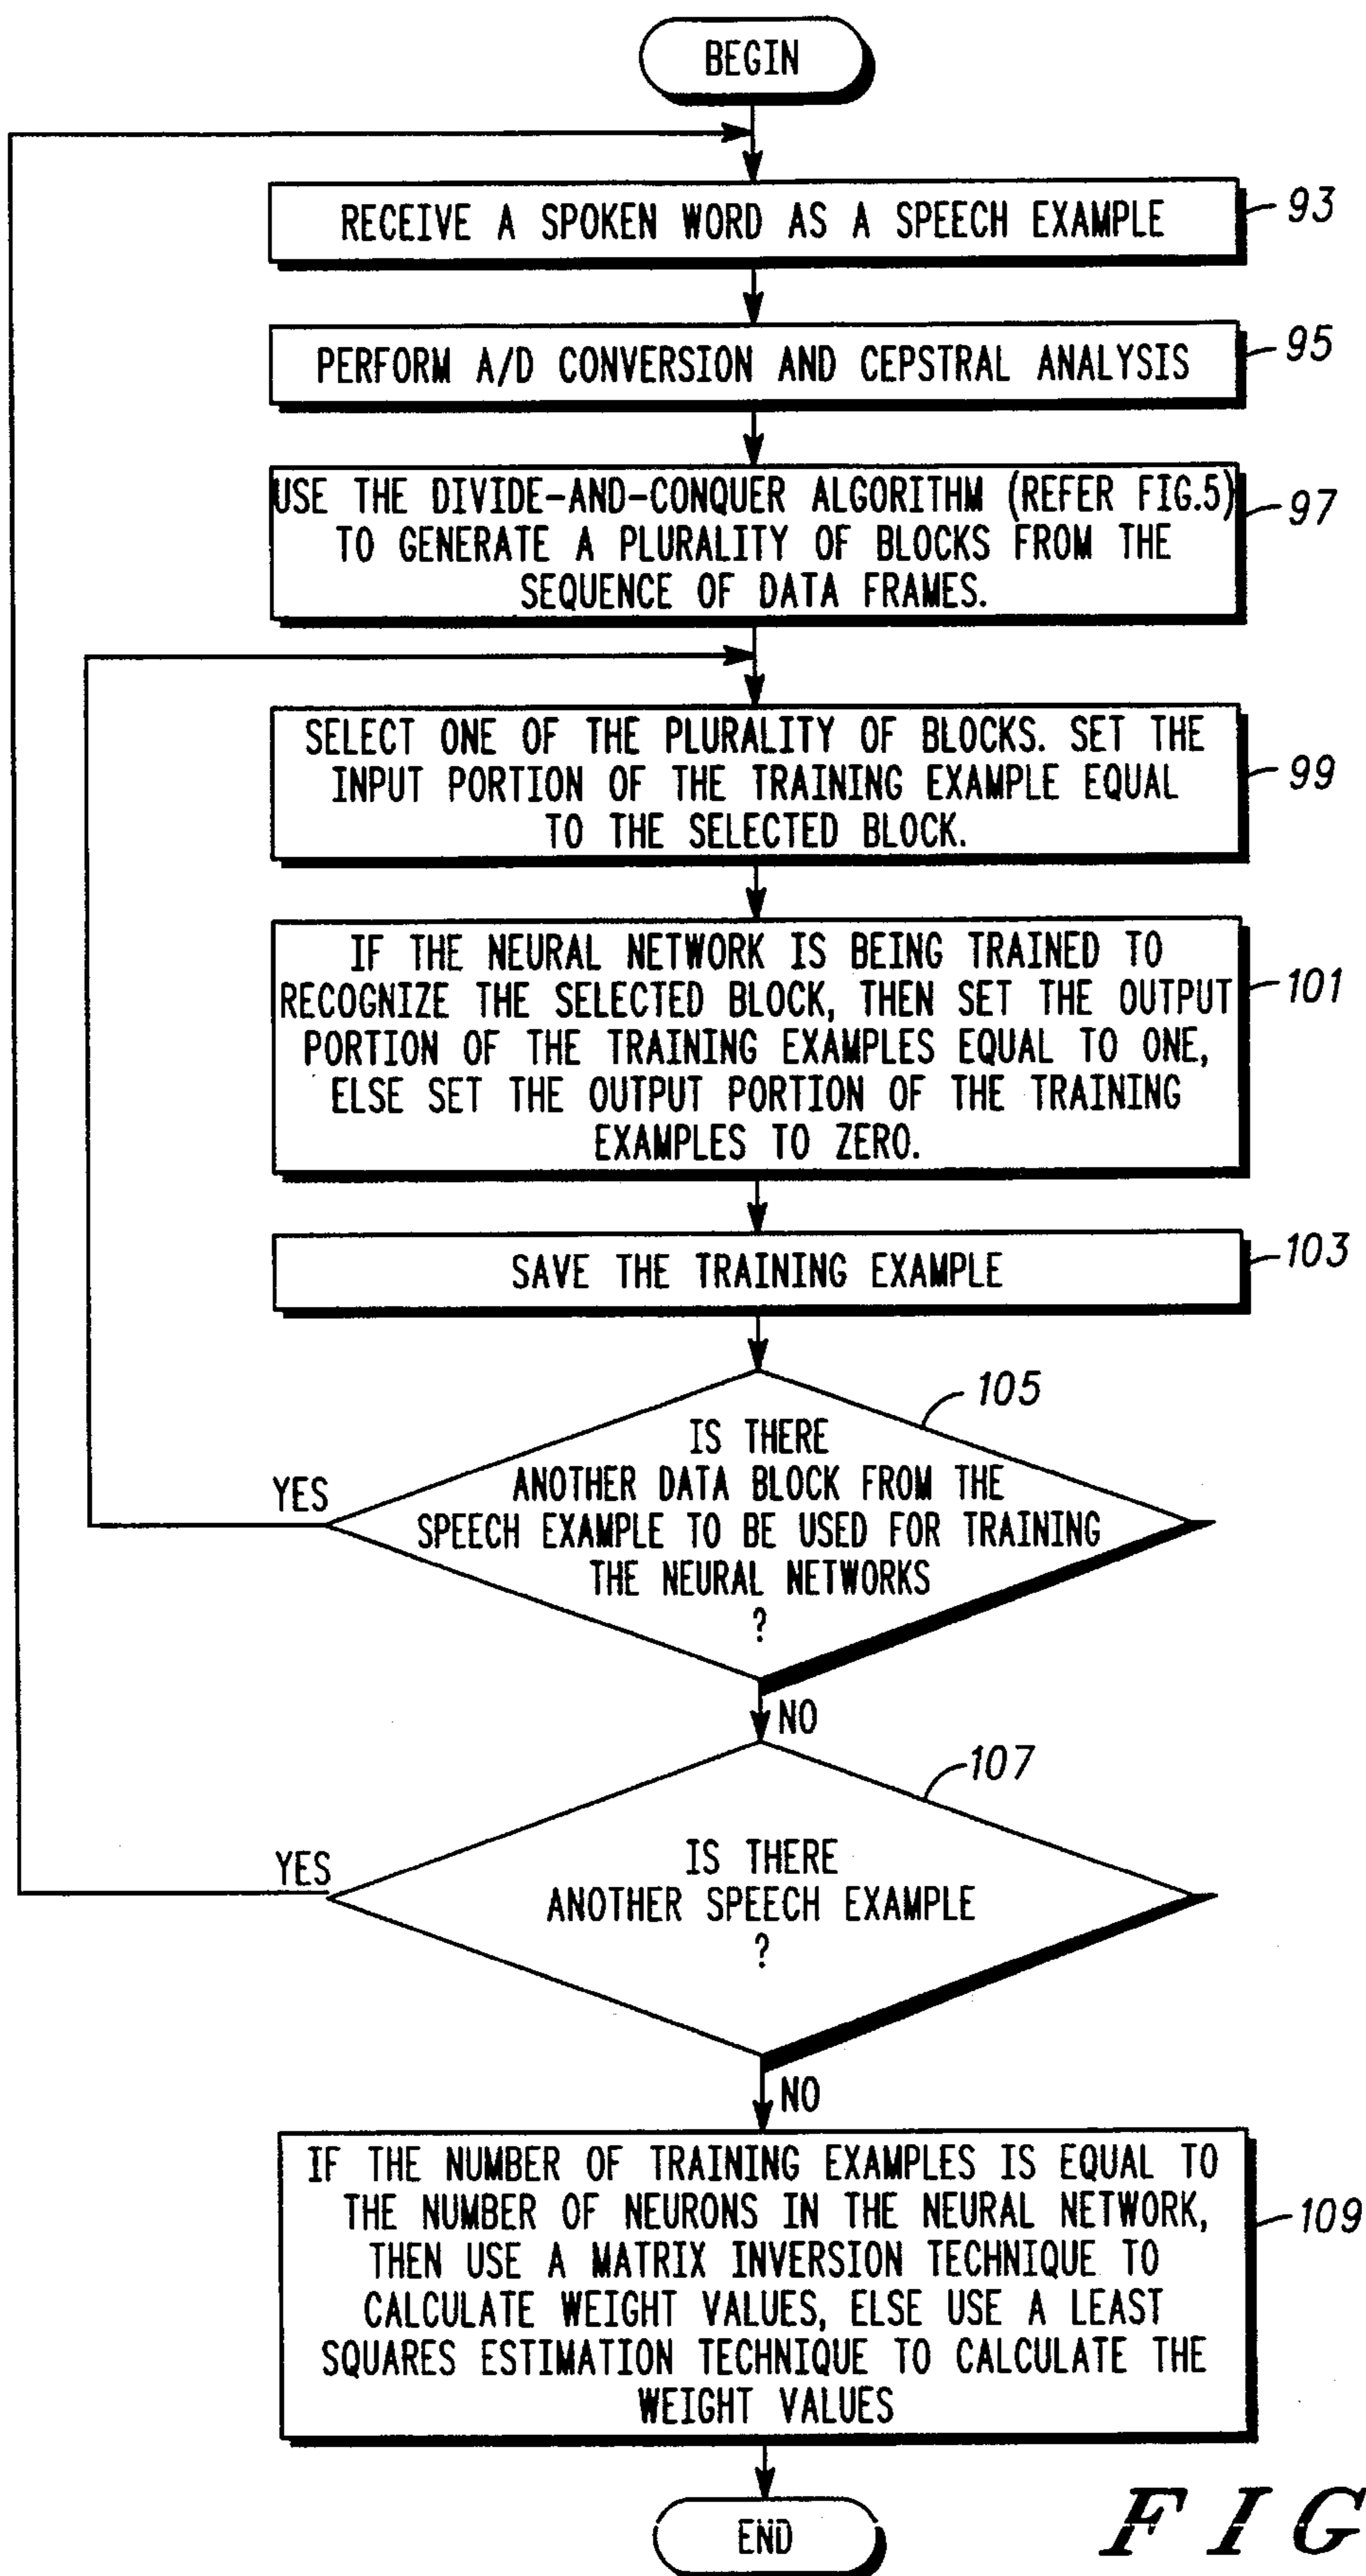 BEGIN
RECEIVE A SPOKEN WORD AS A SPEECH EXAMPLE
93
PERFORM A/D CONVERSION AND CEPSTRAL ANALYSIS
95
USE THE DIVIDE-AND-CONQUER ALGORITHM (REFER FIG.5)
TO GENERATE A PLURALITY OF BLOCKS FROM THE
SEQUENCE OF DATA FRAMES.
97
SELECT ONE OF THE PLURALITY OF BLOCKS. SET THE
INPUT PORTION OF THE TRAINING EXAMPLE EQUAL
TO THE SELECTED BLOCK.
99
IF THE NEURAL NETWORK IS BEING TRAINED TO
RECOGNIZE THE SELECTED BLOCK, THEN SET THE OUTPUT
PORTION OF THE TRAINING EXAMPLES EQUAL TO ONE,
ELSE SET THE OUTPUT PORTION OF THE TRAINING
EXAMPLES TO ZERO.
101
SAVE THE TRAINING EXAMPLE
103
105
IS THERE
ANOTHER DATA BLOCK FROM THE
SPEECH EXAMPLE TO BE USED FOR TRAINING
THE NEURAL NETWORKS
?
YES
NO
107
IS THERE
ANOTHER SPEECH EXAMPLE
?
YES
NO
IF THE NUMBER OF TRAINING EXAMPLES IS EQUAL TO
THE NUMBER OF NEURONS IN THE NEURAL NETWORK,
THEN USE A MATRIX INVERSION TECHNIQUE TO
CALCULATE WEIGHT VALUES, ELSE USE A LEAST
SQUARES ESTIMATION TECHNIQUE TO CALCULATE THE
WEIGHT VALUES
109
END
FIG